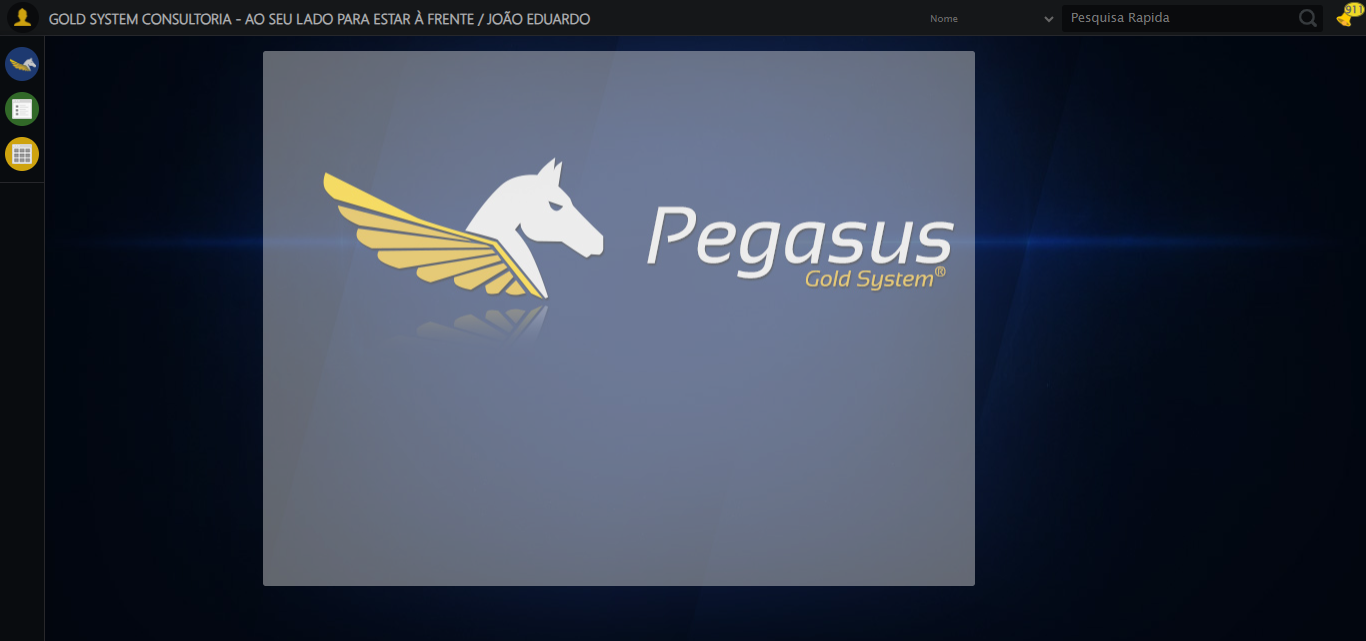 GOLD SYSTEM CONSULTORIA - AO SEU LADO PARA ESTAR À FRENTE / JOÃO EDUARDO
Nome
Pesquisa Rapida
911
Pegasus
Gold System®